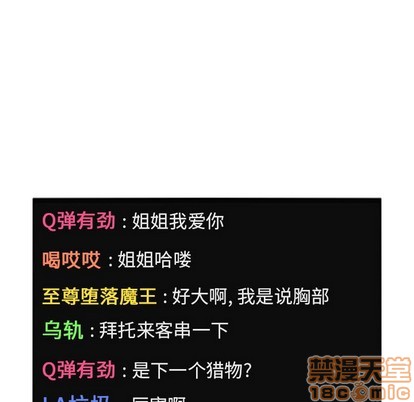 Q弹有劲 : 姐姐我爱你
喝哎哎 : 姐姐哈喽
至尊堕落魔王 : 好大啊, 我是说胸部
乌轨 : 拜托来客串一下
Q弹有劲 : 是下一个猎物?
禁漫天堂
18comic